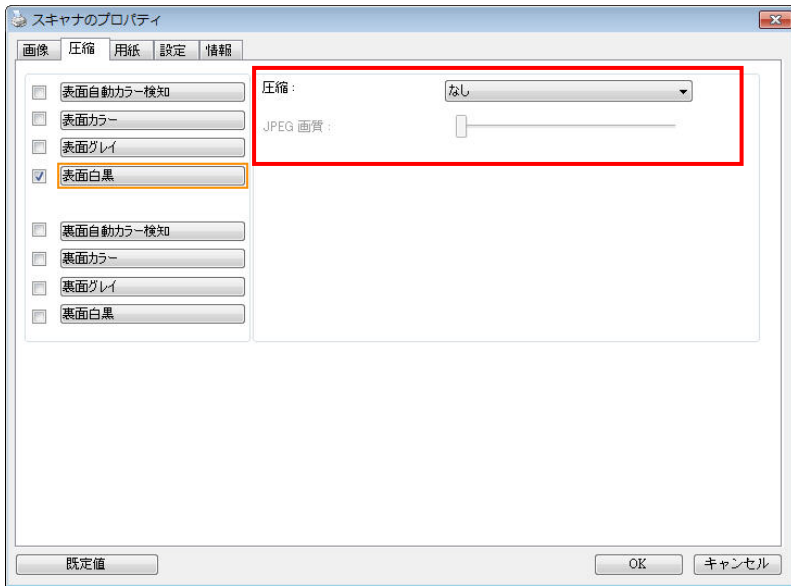 スキャナのプロパティ
画像 圧縮 用紙 設定 情報
表面自動カラー検知
表面カラー
表面グレイ
表面白黒
裏面自動カラー検知
裏面カラー
裏面グレイ
裏面白黒
圧縮 : なし
JPEG 画質 :
既定値 OK キャンセル